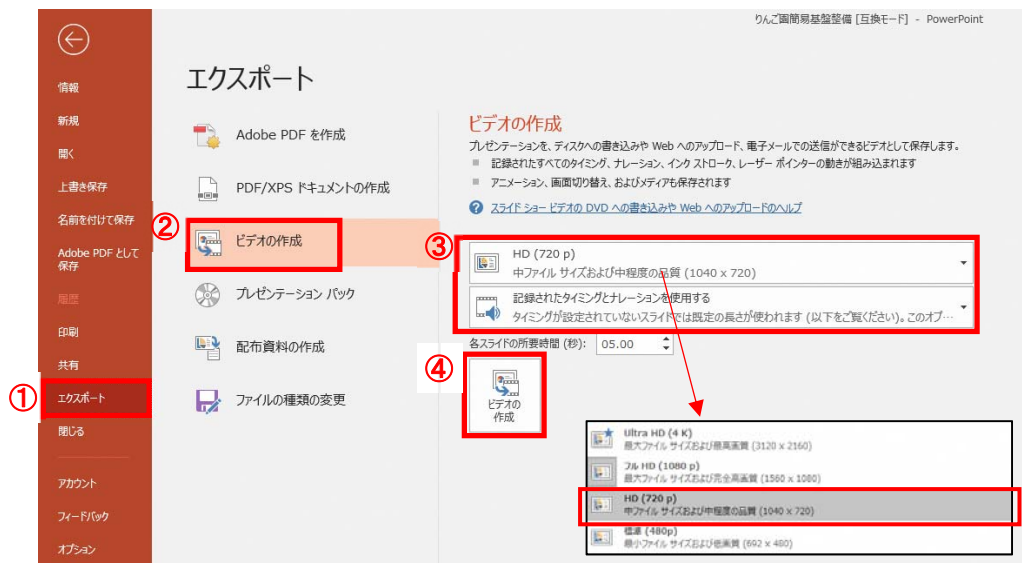 りんご園簡易基盤整備 [互換モード] - PowerPoint
情報
新規
開く
上書き保存
名前を付けて保存
Adobe PDF として
保存
履歴
印刷
共有
①
エクスポート
閉じる
アカウント
フィードバック
オプション
エクスポート
Adobe PDF を作成
PDF/XPS ドキュメントの作成
②
ビデオの作成
プレゼンテーション パック
配布資料の作成
ファイルの種類の変更
ビデオの作成
プレゼンテーションを、ディスクへの書き込みや Web へのアップロード、電子メールでの送信ができるビデオとして保存します。
記録されたすべてのタイミング、ナレーション、インク ストローク、レーザー ポインターの動きが組み込まれます
アニメーション、画面切り替え、およびメディアも保存されます
スライド ショー ビデオの DVD への書き込みや Web へのアップロードのヘルプ
③
HD (720 p)
中ファイル サイズおよび中程度の品質 (1040 x 720)
記録されたタイミングとナレーションを使用する
タイミングが設定されていないスライドでは既定の長さが使われます (以下をご覧ください)。このオプ…
各スライドの所要時間 (秒): 05.00
④
ビデオの
作成
Ultra HD (4 K)
最大ファイル サイズおよび最高画質 (3120 x 2160)
フル HD (1080 p)
最大ファイル サイズおよび完全高画質 (1560 x 1080)
HD (720 p)
中ファイル サイズおよび中程度の品質 (1040 x 720)
標準 (480p)
最小ファイル サイズおよび低画質 (692 x 480)